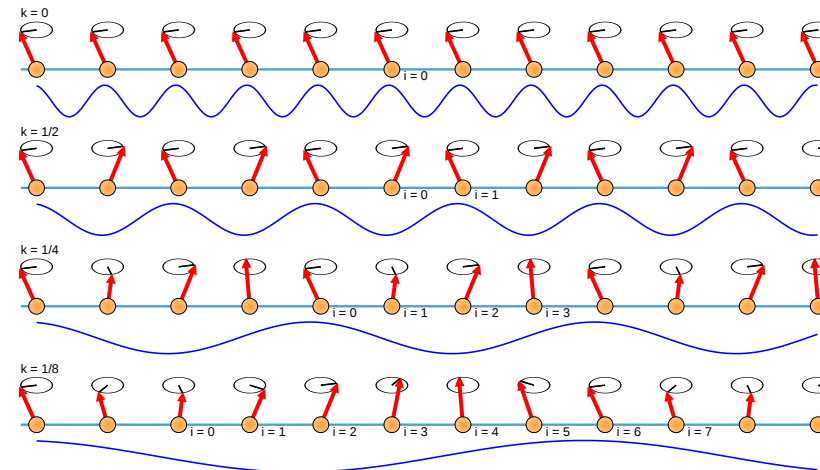 k = 0
i = 0
k = 1/2
i = 0 i = 1
k = 1/4
i = 0 i = 1 i = 2 i = 3
k = 1/8
i = 0 i = 1 i = 2 i = 3 i = 4 i = 5 i = 6 i = 7